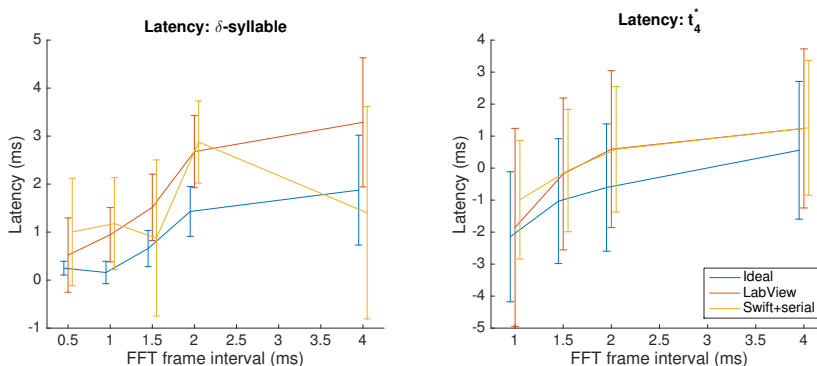 Latency: δ-syllable
5
4
3
2
1
0
-1
Latency (ms)
0.5 1 1.5 2 2.5 3 3.5 4
FFT frame interval (ms)
Latency: t*4
4
3
2
1
0
-1
-2
-3
-4
-5
Latency (ms)
1 1.5 2 2.5 3 3.5 4
FFT frame interval (ms)
Ideal
LabView
Swift+serial